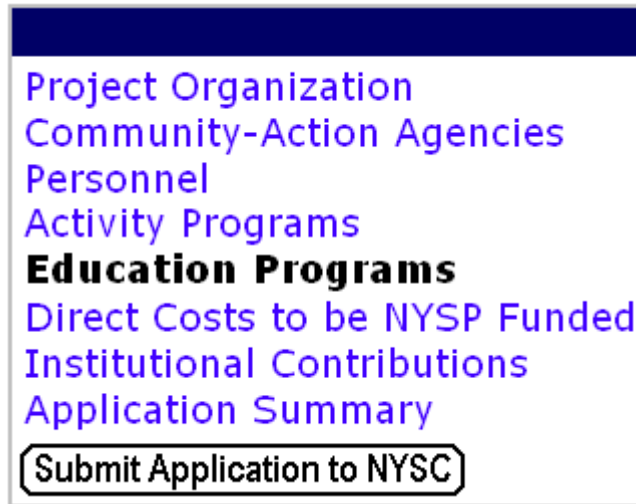 Project Organization
Community-Action Agencies
Personnel
Activity Programs
Education Programs
Direct Costs to be NYSP Funded
Institutional Contributions
Application Summary
Submit Application to NYSC